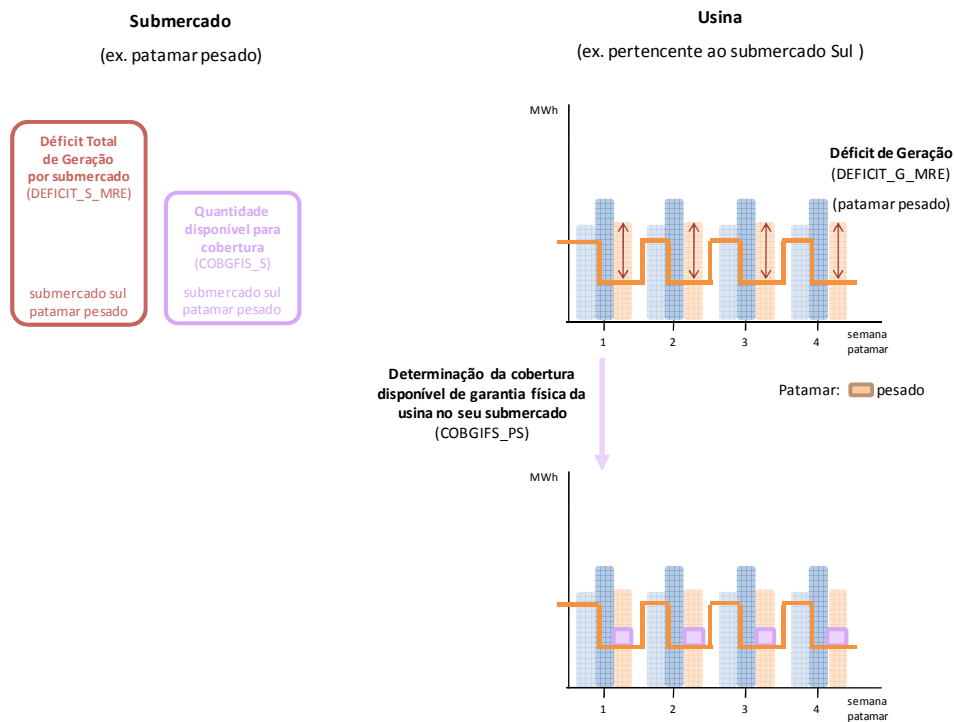 Submercado
(ex. patamar pesado)
Usina
(ex. pertencente ao submercado Sul )
Déficit Total
de Geração
por submercado
(DEFICIT_S_MRE)
submercado sul
patamar pesado
Quantidade
disponível para
cobertura
(COBGFIS_S)
submercado sul
patamar pesado
MWh
Déficit de Geração
(DEFICIT_G_MRE)
(patamar pesado)
1
2
3
4
semana
patamar
Determinação da cobertura
disponível de garantia física da
usina no seu submercado
(COBGIFS_PS)
Patamar:
pesado
MWh
1
2
3
4
semana
patamar